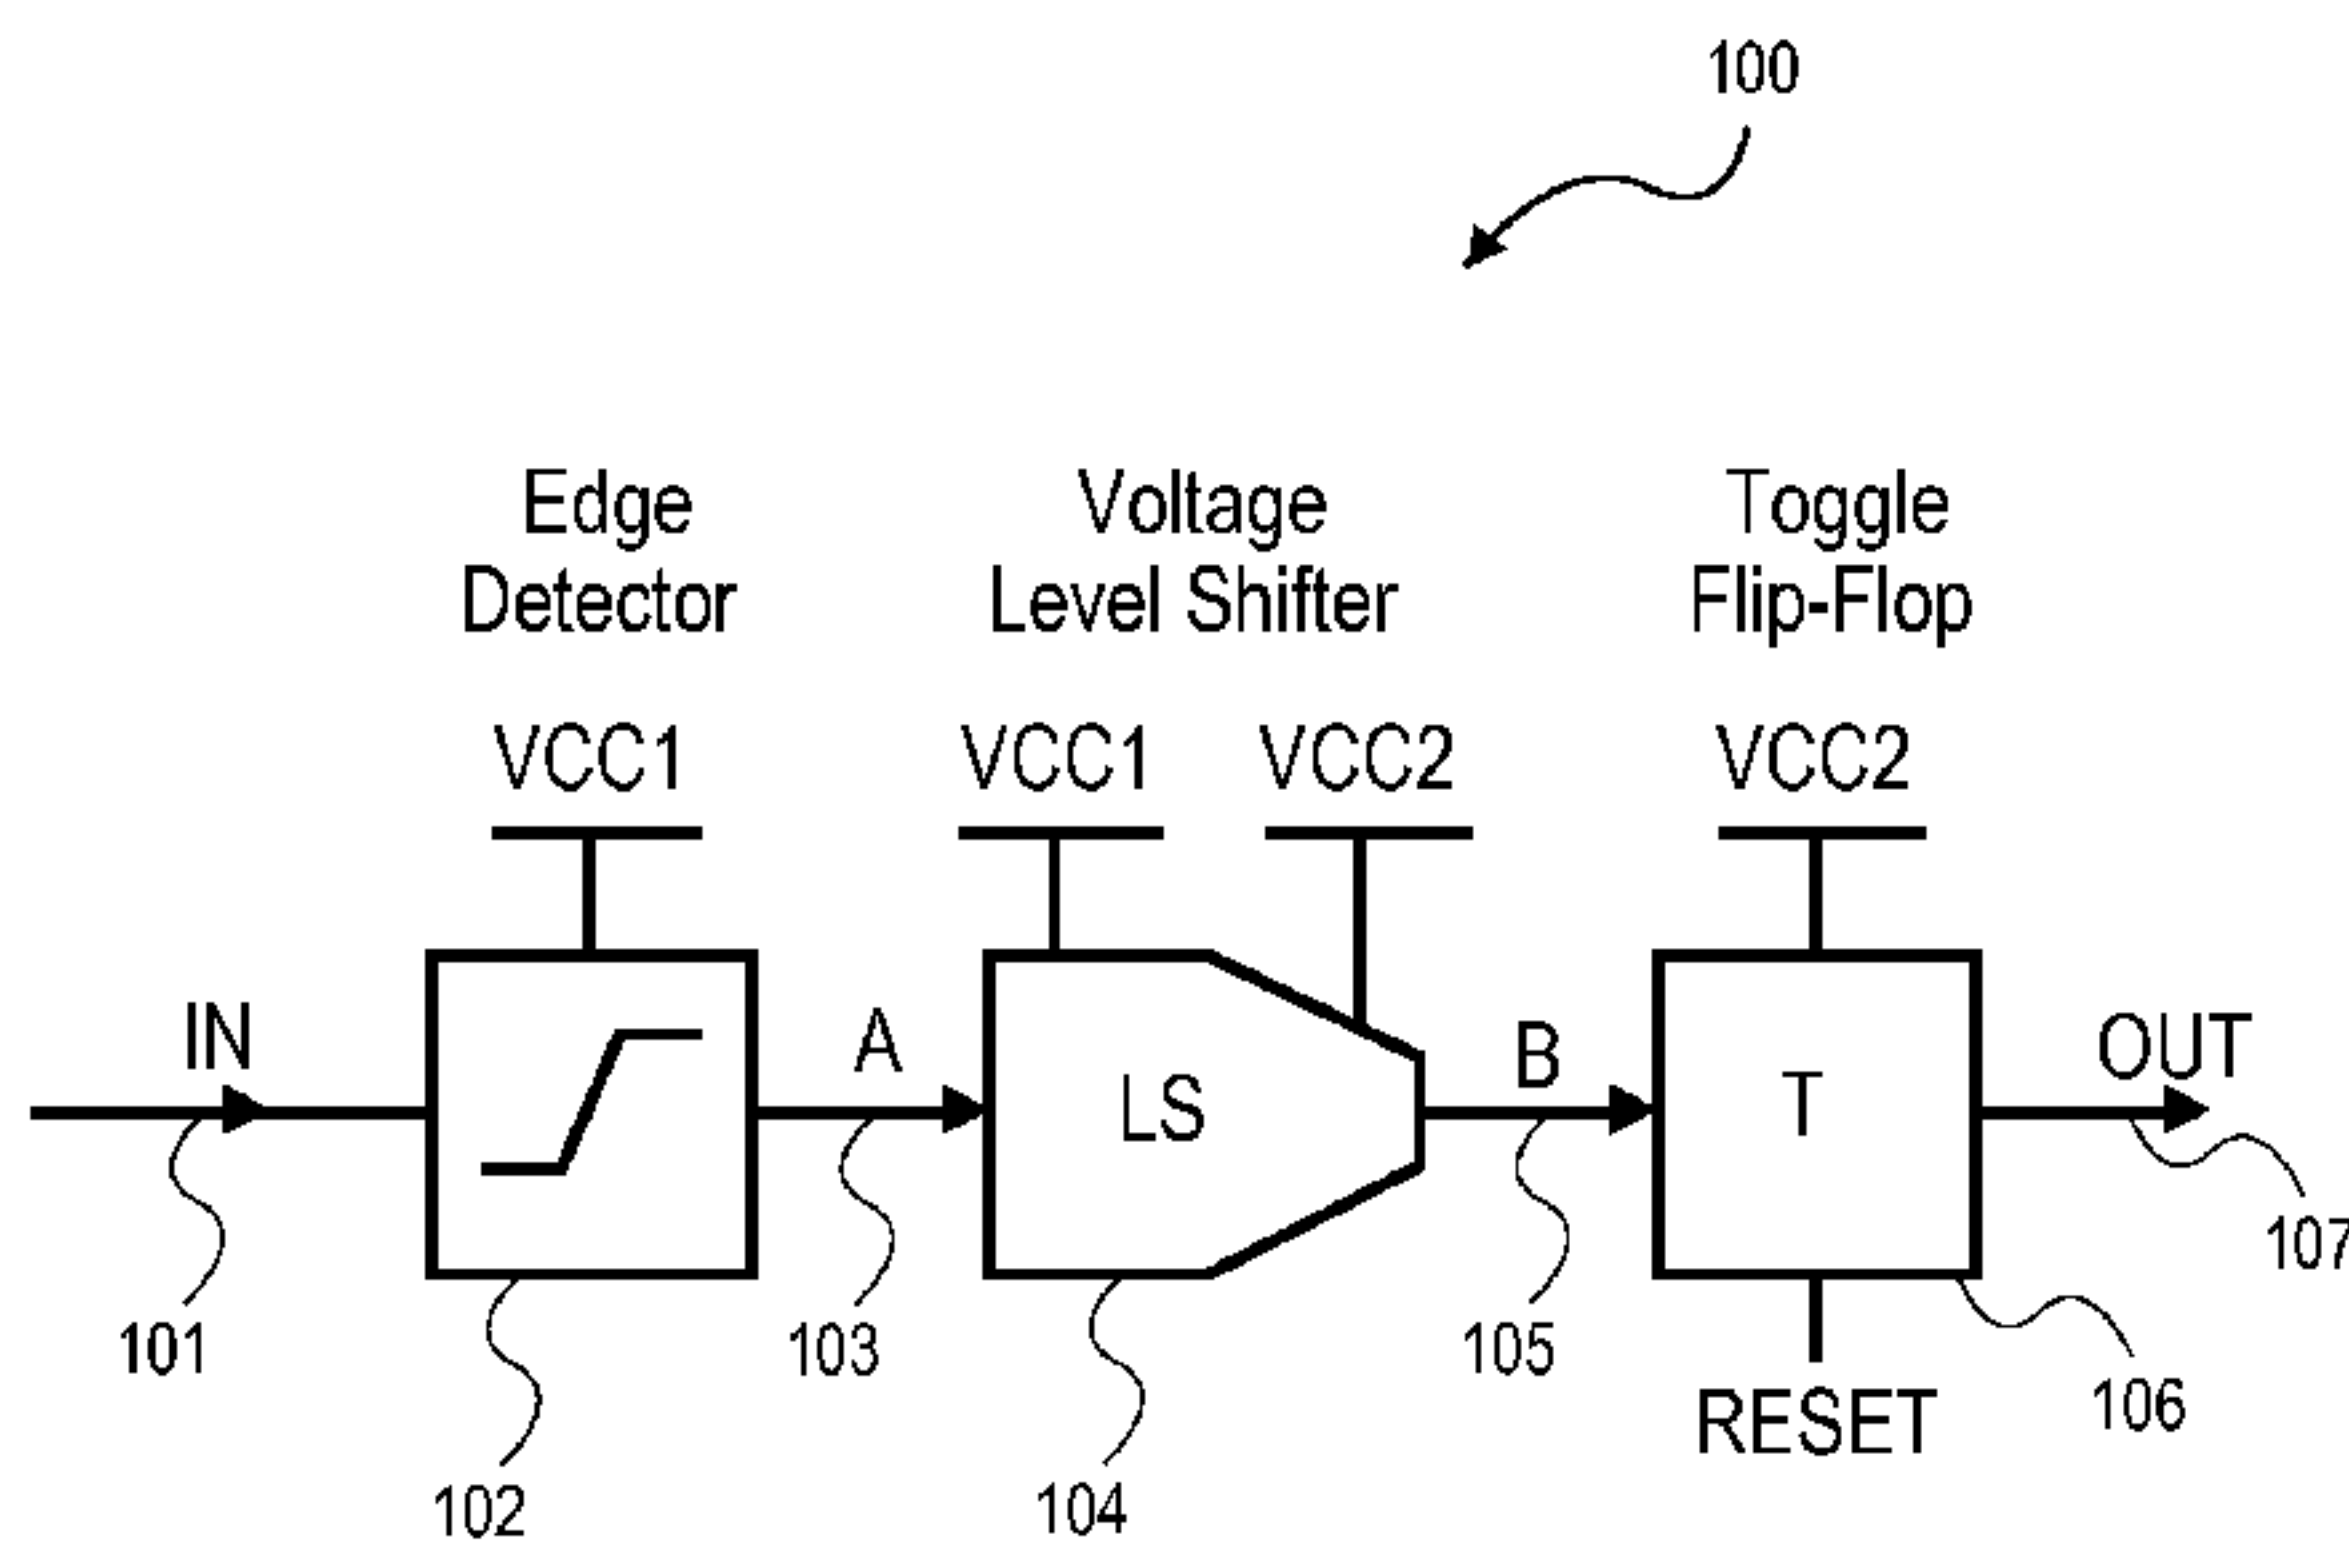 100
Edge
Detector
Voltage
Level Shifter
Toggle
Flip-Flop
VCC1
VCC1
VCC2
VCC2
IN
A
LS
B
T
OUT
101
102
103
104
105
RESET
106
107